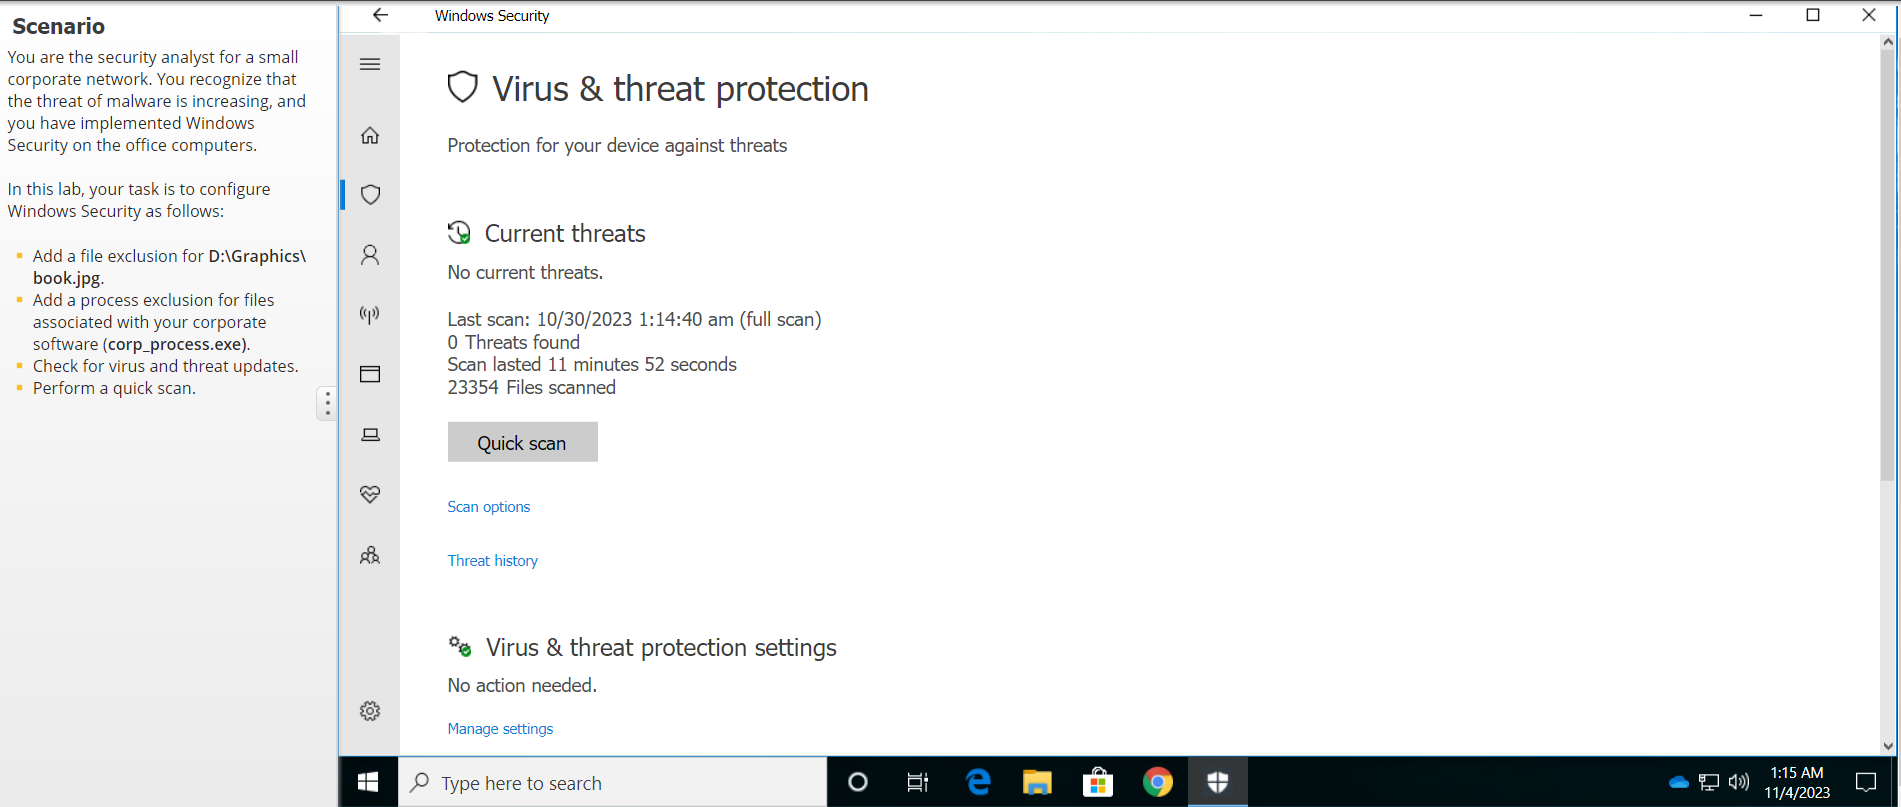 Scenario
You are the security analyst for a small
corporate network. You recognize that
the threat of malware is increasing, and
you have implemented Windows
Security on the office computers.
In this lab, your task is to configure
Windows Security as follows:
Add a file exclusion for D:\Graphics\
book.jpg.
Add a process exclusion for files
associated with your corporate
software (corp_process.exe).
Check for virus and threat updates.
Perform a quick scan.
Windows Security
Virus & threat protection
Protection for your device against threats
Current threats
No current threats.
Last scan: 10/30/2023 1:14:40 am (full scan)
0 Threats found
Scan lasted 11 minutes 52 seconds
23354 Files scanned
Quick scan
Scan options
Threat history
Virus & threat protection settings
No action needed.
Manage settings
Type here to search
1:15 AM
11/4/2023